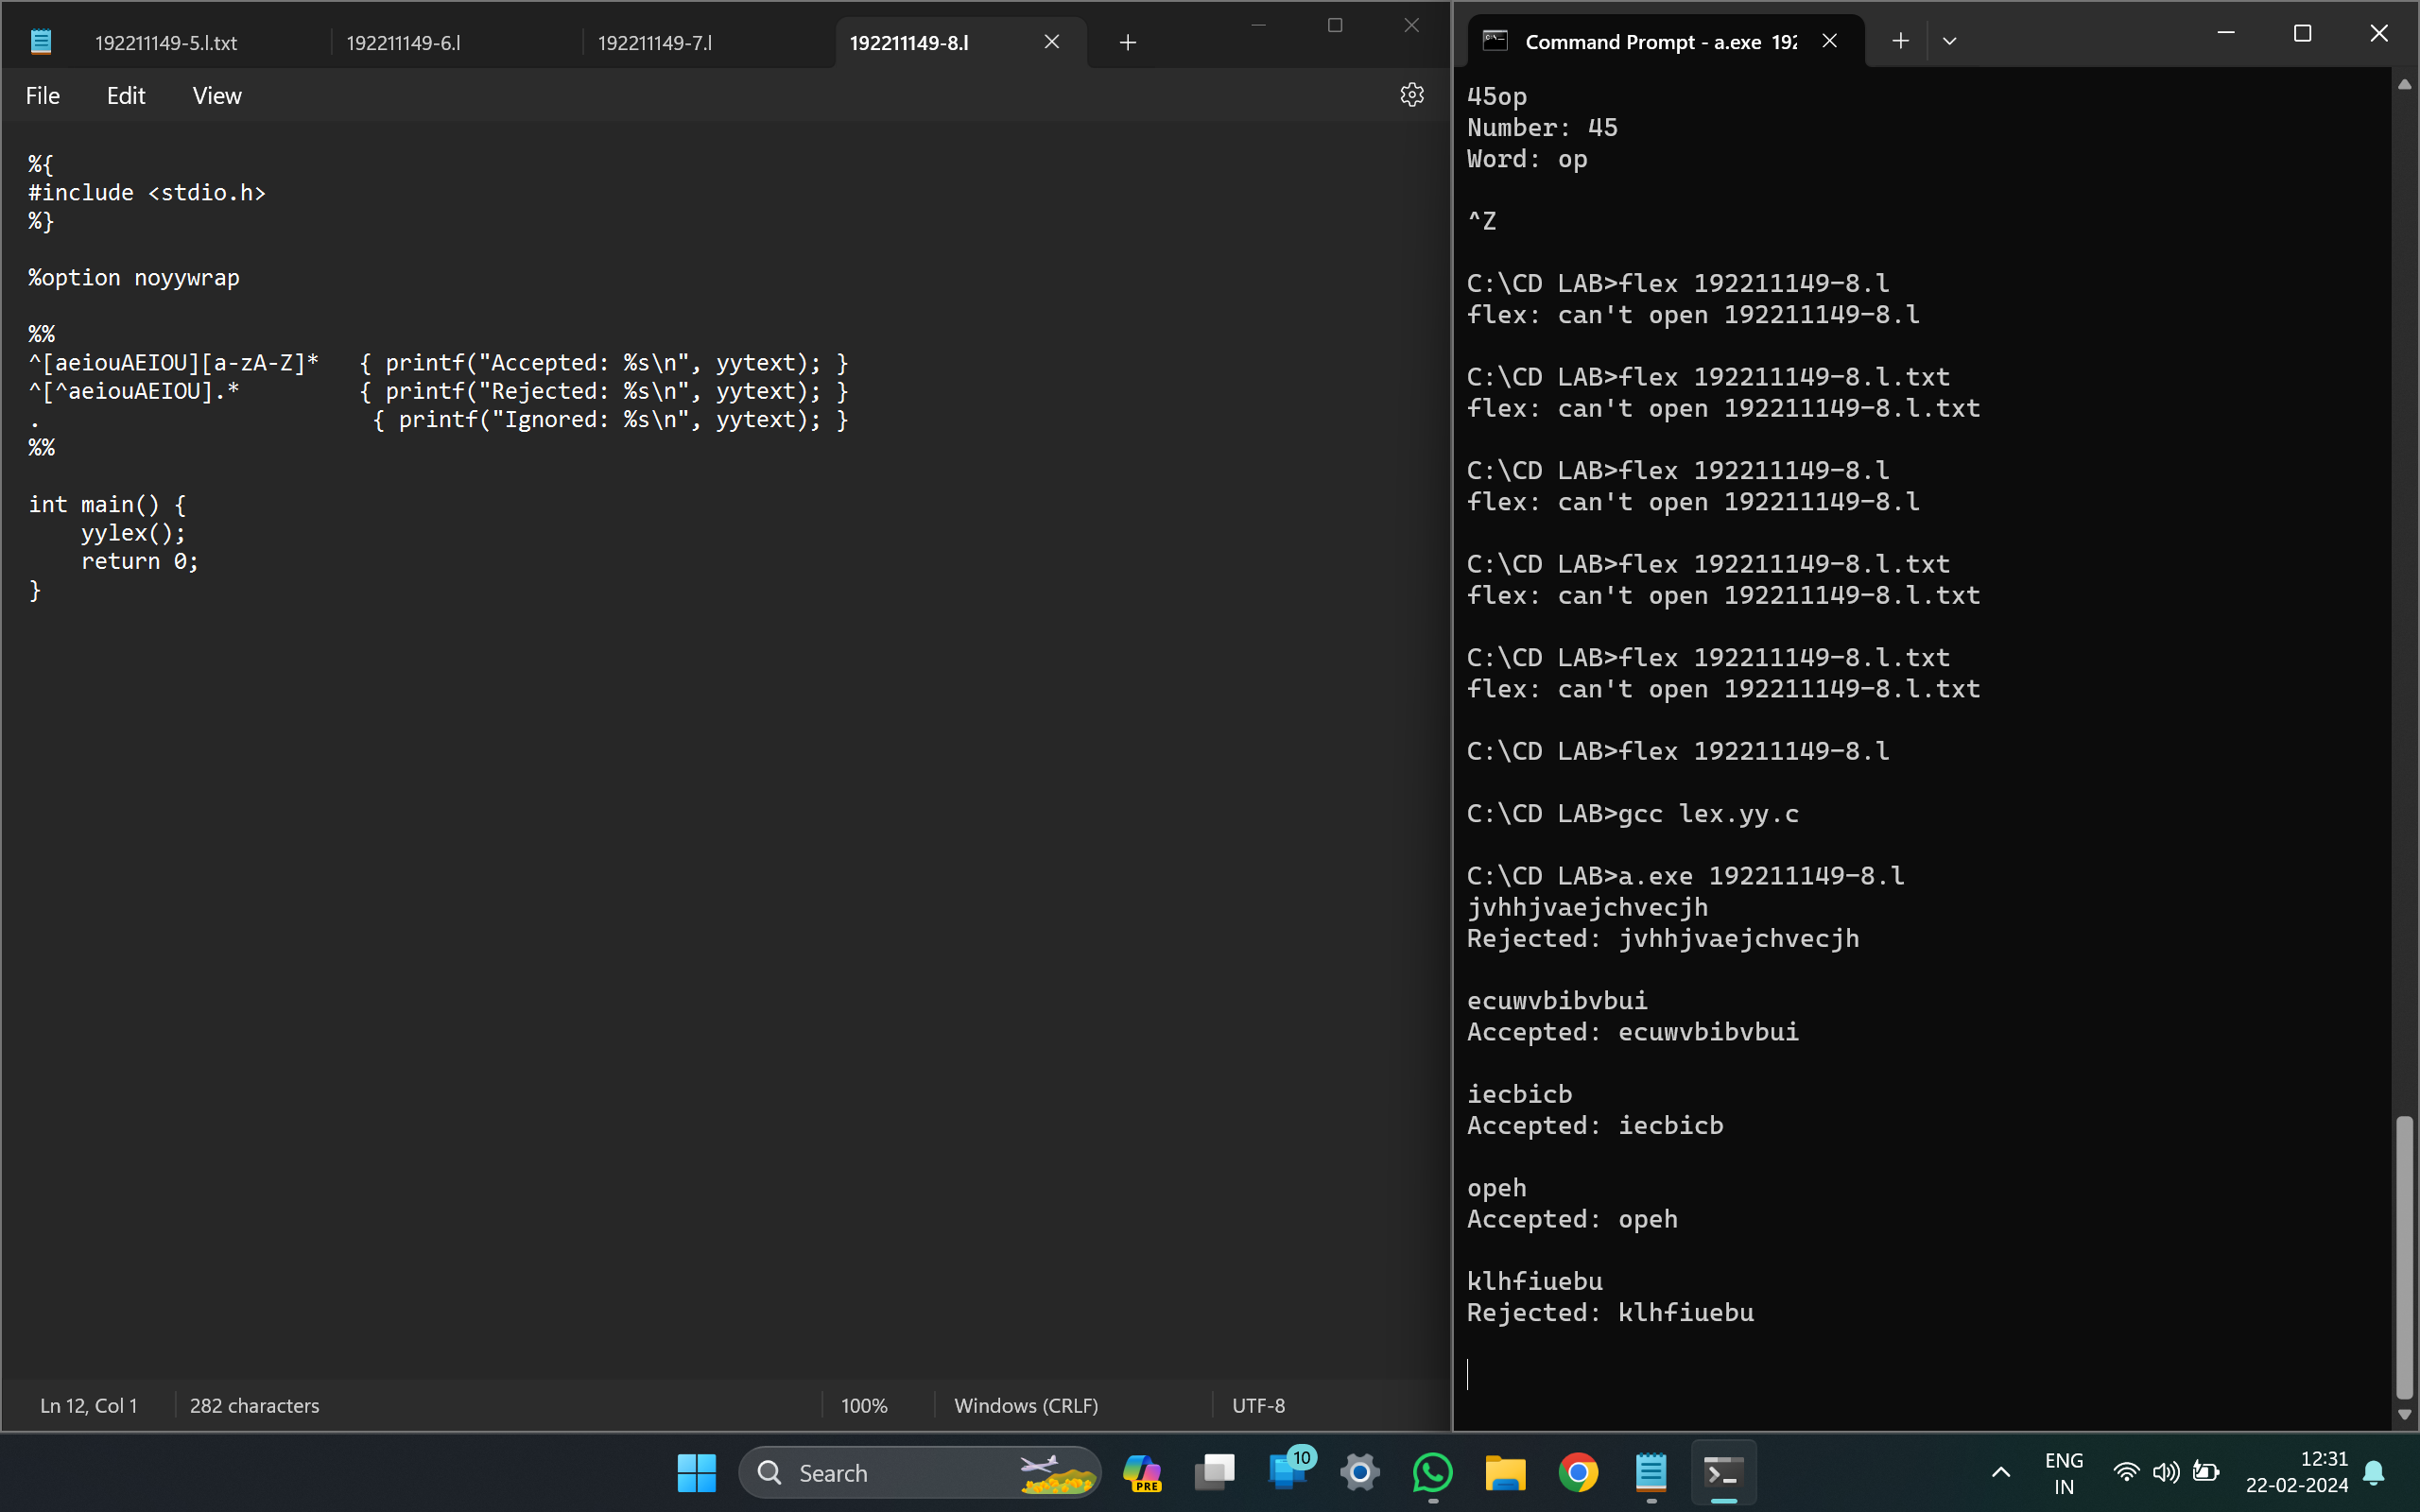 192211149-5.l.txt 192211149-6.l 192211149-7.l 192211149-8.l
File Edit View
%{
#include <stdio.h>
%}
%option noyywrap
%%
^[aeiouAEIOU][a-zA-Z]*   { printf("Accepted: %s\n", yytext); }
^[^aeiouAEIOU].*         { printf("Rejected: %s\n", yytext); }
.                         { printf("Ignored: %s\n", yytext); }
%%
int main() {
    yylex();
    return 0;
}
Ln 12, Col 1 282 characters 100% Windows (CRLF) UTF-8
Command Prompt - a.exe 192
45op
Number: 45
Word: op
^Z
C:\CD LAB>flex 192211149-8.l
flex: can't open 192211149-8.l
C:\CD LAB>flex 192211149-8.l.txt
flex: can't open 192211149-8.l.txt
C:\CD LAB>flex 192211149-8.l
flex: can't open 192211149-8.l
C:\CD LAB>flex 192211149-8.l.txt
flex: can't open 192211149-8.l.txt
C:\CD LAB>flex 192211149-8.l.txt
flex: can't open 192211149-8.l.txt
C:\CD LAB>flex 192211149-8.l
C:\CD LAB>gcc lex.yy.c
C:\CD LAB>a.exe 192211149-8.l
jvhhjvaejchvecjh
Rejected: jvhhjvaejchvecjh
ecuwvbibvbui
Accepted: ecuwvbibvbui
iecbicb
Accepted: iecbicb
opeh
Accepted: opeh
klhfiuebu
Rejected: klhfiuebu
Search
PRE
10
ENG
IN
12:31
22-02-2024